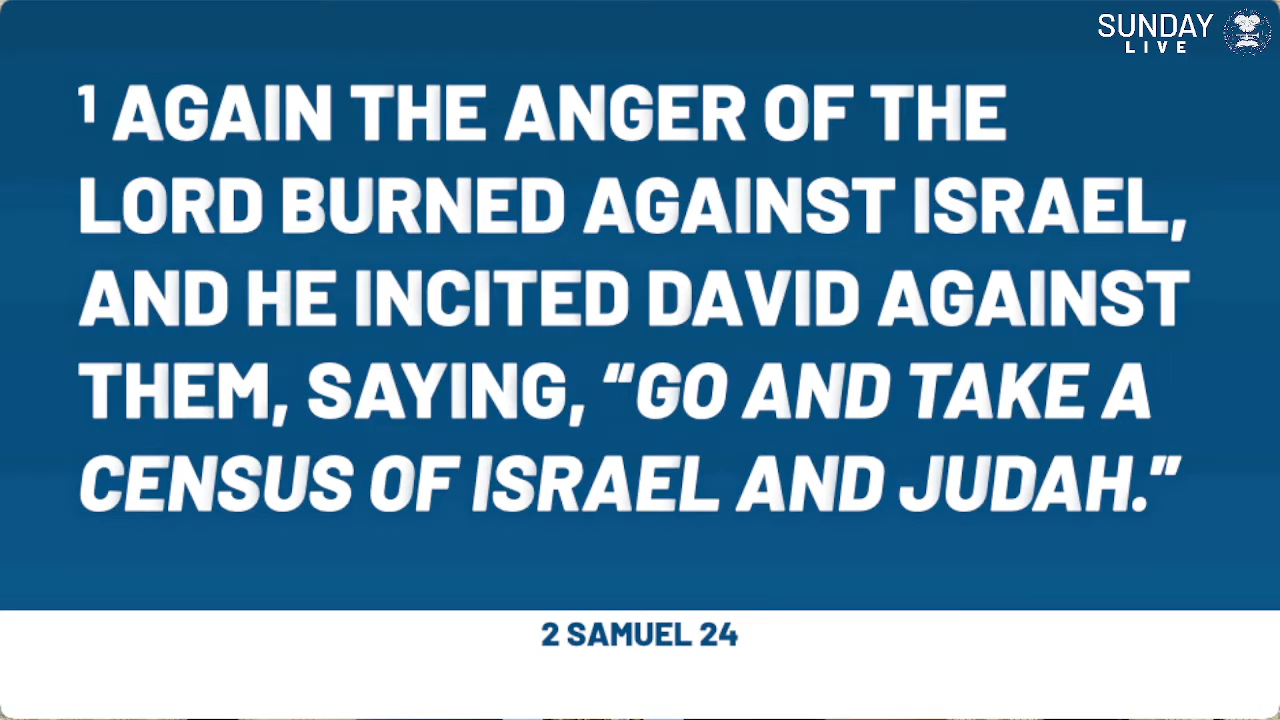 SUNDAY
LIVE
¹ AGAIN THE ANGER OF THE
LORD BURNED AGAINST ISRAEL,
AND HE INCITED DAVID AGAINST
THEM, SAYING, “GO AND TAKE A
CENSUS OF ISRAEL AND JUDAH.”
2 SAMUEL 24